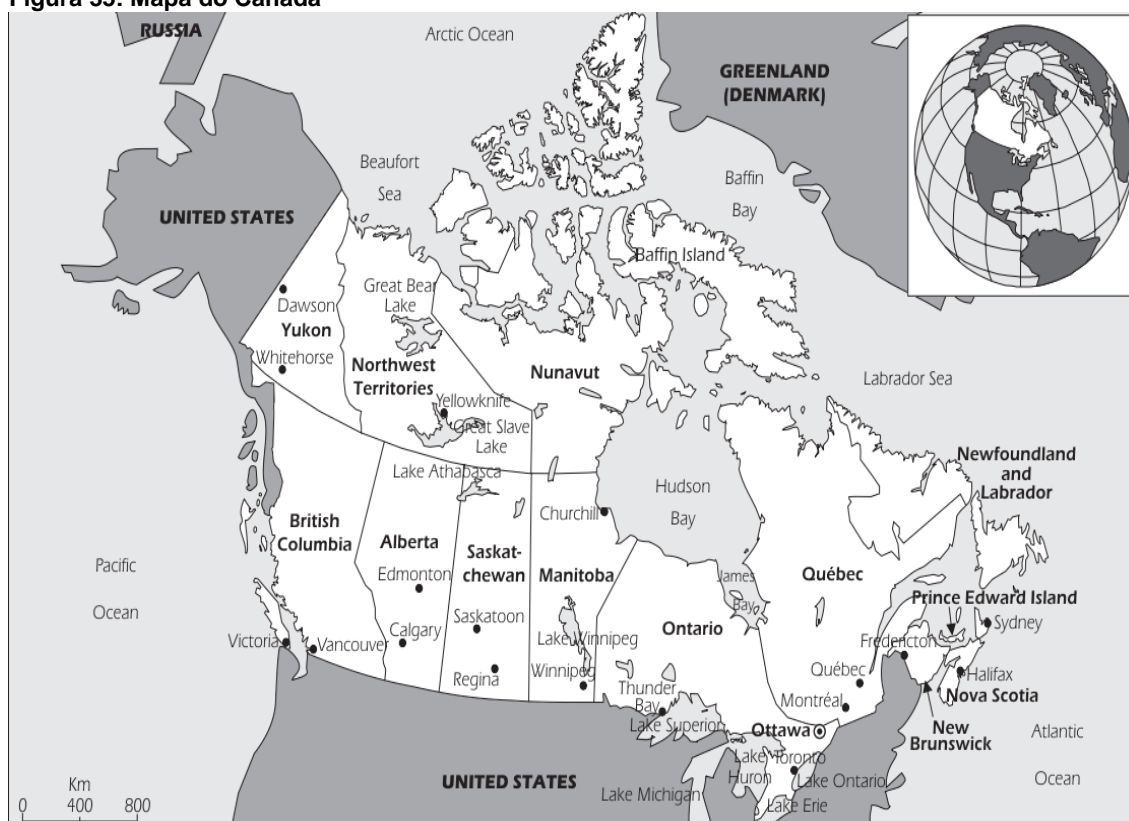 Figura 35: Mapa do Canadá
RUSSIA
Arctic Ocean
GREENLAND
(DENMARK)
Beaufort
Sea
Baffin
Bay
UNITED STATES
Baffin Island
Great Bear
Lake
Dawson
Yukon
Whitehorse
Northwest
Territories
Nunavut
Labrador Sea
Yellowknife
Great Slave
Lake
Lake Athabasca
Newfoundland
and
Labrador
Hudson
Bay
Churchill
British
Columbia
Alberta
Saskat-
chewan
Manitoba
Edmonton
James
Bay
Québec
Pacific
Ocean
Prince Edward Island
Saskatoon
Ontario
Sydney
Victoria
Vancouver
Calgary
Lake Winnipeg
Fredericton
Regina
Winnipeg
Québec
Halifax
Thunder
Bay
Montréal
Nova Scotia
Lake Superior
Ottawa
New
Brunswick
Atlantic
Ocean
Lake
Huron
Toronto
UNITED STATES
Lake Ontario
Lake Michigan
Lake Erie
Km
0 400 800